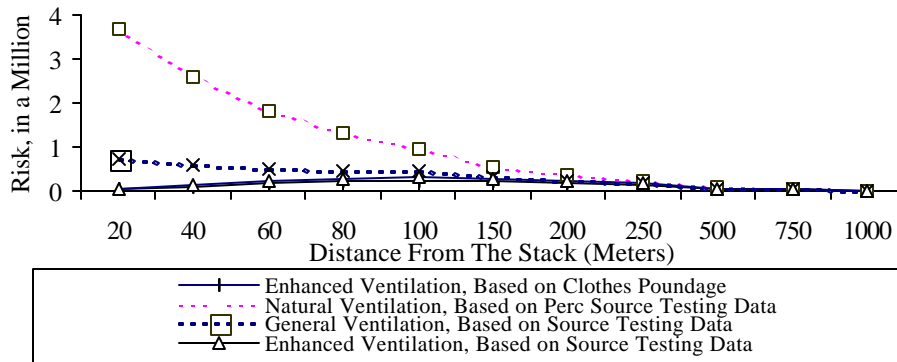 4
3
2
1
0
Risk, in a Million
20 40 60 80 100 150 200 250 500 750 1000
Distance From The Stack (Meters)
Enhanced Ventilation, Based on Clothes Poundage
Natural Ventilation, Based on Perc Source Testing Data
General Ventilation, Based on Source Testing Data
Enhanced Ventilation, Based on Source Testing Data